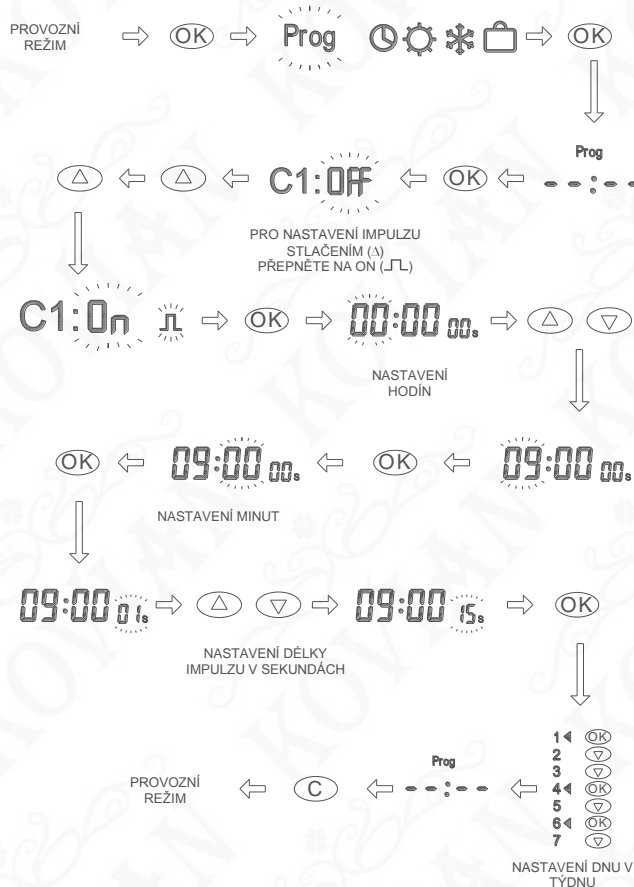 PROVOZNÍ
REŽIM
OK
Prog
OK
Prog
--:--
OK
C1:OFF
PRO NASTAVENÍ IMPULZU
STLAČENÍM (Δ)
PŘEPNĚTE NA ON (⎍)
C1:On
OK
00:00 00s
NASTAVENÍ
HODÍN
09:00 00s
OK
09:00 00s
OK
NASTAVENÍ MINUT
09:00 01s
09:00 15s
OK
NASTAVENÍ DÉLKY
IMPULZU V SEKUNDÁCH
1 OK
2
3
4 OK
5
6 OK
7
NASTAVENÍ DNU V
TÝDNU
Prog
--:--
C
PROVOZNÍ
REŽIM
KOVIAN